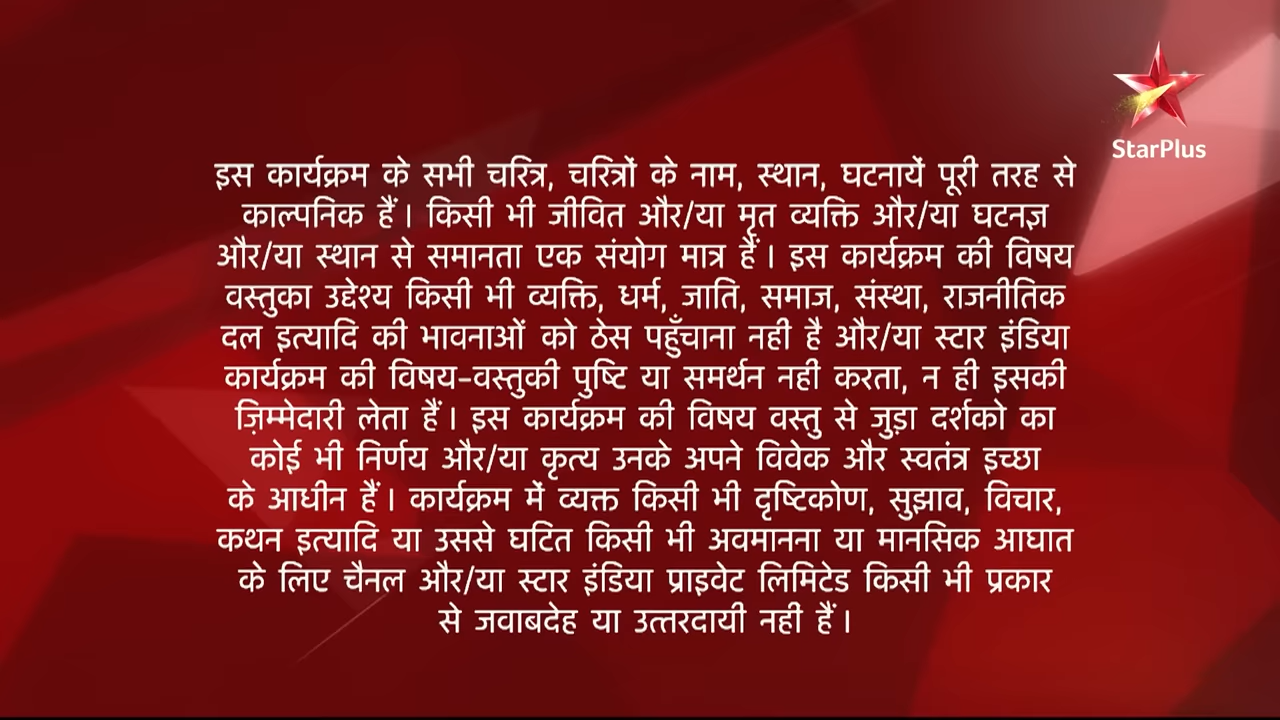 StarPlus
इस कार्यक्रम के सभी चरित्र, चरित्रों के नाम, स्थान, घटनायें पूरी तरह से
काल्पनिक हैं। किसी भी जीवित और/या मृत व्यक्ति और/या घटनज्ञ
और/या स्थान से समानता एक संयोग मात्र हैं। इस कार्यक्रम की विषय
वस्तुका उद्देश्य किसी भी व्यक्ति, धर्म, जाति, समाज, संस्था, राजनीतिक
दल इत्यादि की भावनाओं को ठेस पहुँचाना नही है और/या स्टार इंडिया
कार्यक्रम की विषय-वस्तुकी पुष्टि या समर्थन नही करता, न ही इसकी
ज़िम्मेदारी लेता हैं। इस कार्यक्रम की विषय वस्तु से जुड़ा दर्शको का
कोई भी निर्णय और/या कृत्य उनके अपने विवेक और स्वतंत्र इच्छा
के आधीन हैं। कार्यक्रम में व्यक्त किसी भी दृष्टिकोण, सुझाव, विचार,
कथन इत्यादि या उससे घटित किसी भी अवमानना या मानसिक आघात
के लिए चैनल और/या स्टार इंडिया प्राइवेट लिमिटेड किसी भी प्रकार
से जवाबदेह या उत्तरदायी नही हैं।